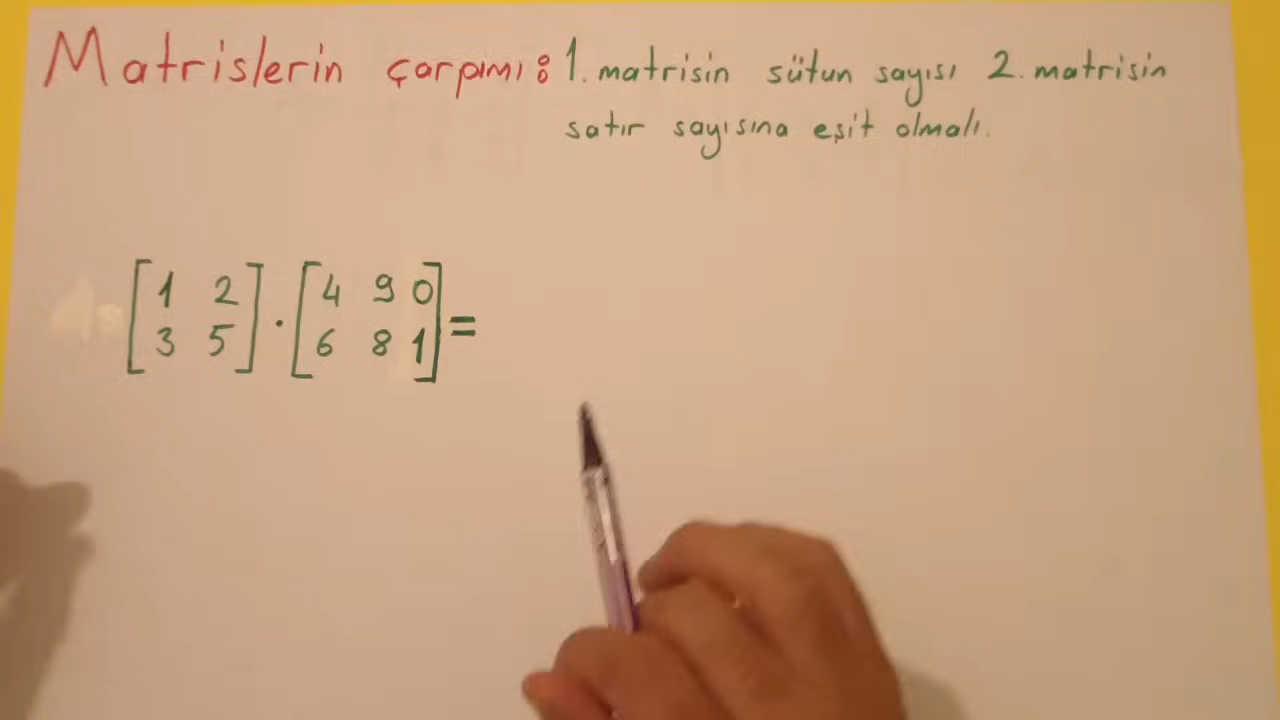 Matrislerin çarpımı: 1. matrisin sütun sayısı 2. matrisin
satır sayısına eşit olmalı.
[1 2] . [4 9 0] =
[3 5] [6 8 1]